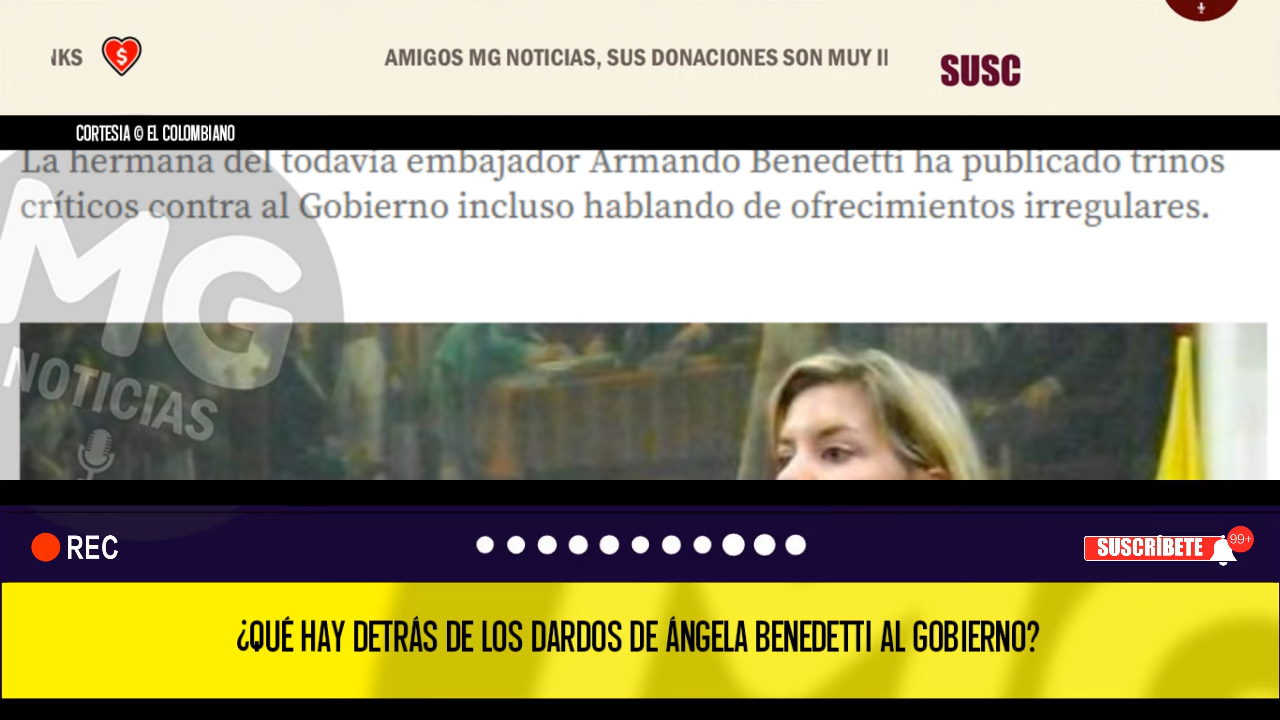 NKS
$
AMIGOS MG NOTICIAS, SUS DONACIONES SON MUY
SUSC
CORTESIA © EL COLOMBIANO
La hermana del todavía embajador Armando Benedetti ha publicado trinos
críticos contra al Gobierno incluso hablando de ofrecimientos irregulares.
MG
NOTICIAS
REC
SUSCRÍBETE
99+
¿QUÉ HAY DETRÁS DE LOS DARDOS DE ÁNGELA BENEDETTI AL GOBIERNO?